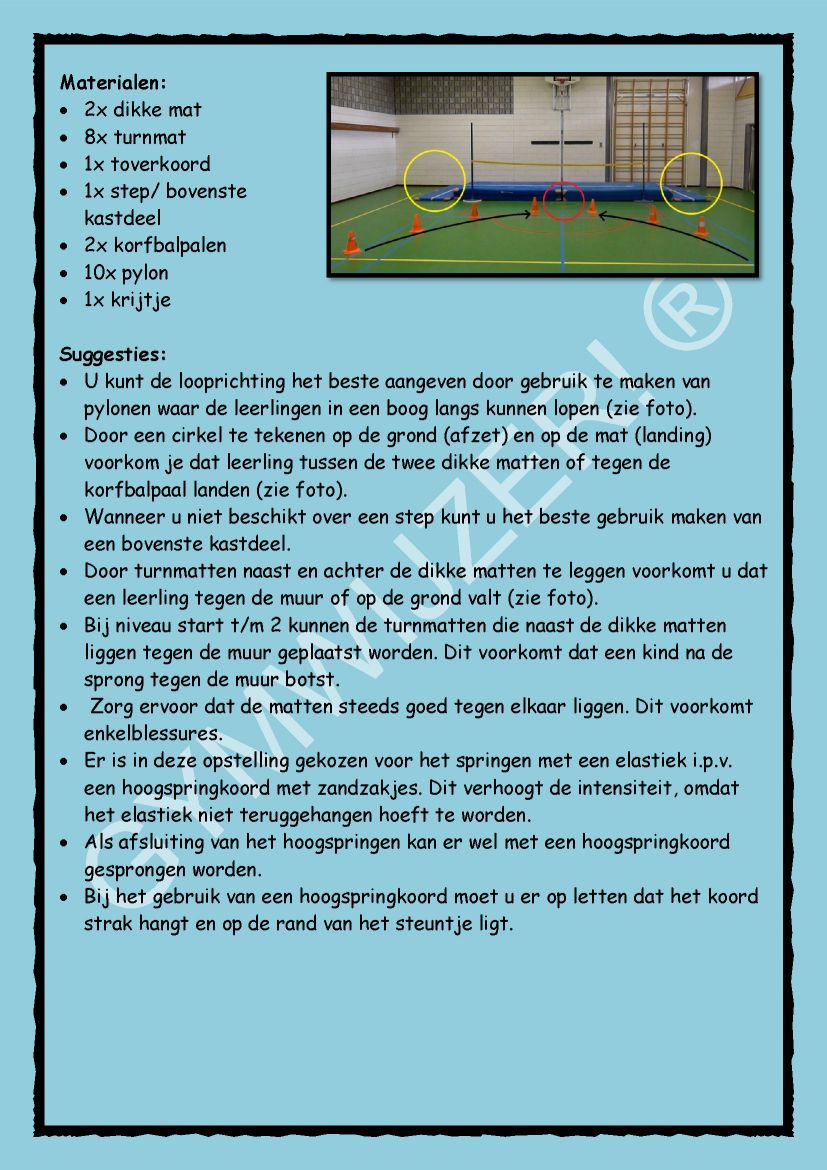 Materialen:
• 2x dikke mat
• 8x turnmat
• 1x toverkoord
• 1x step/ bovenste
kastdeel
• 2x korfbalpalen
• 10x pylon
• 1x krijtje
Suggesties:
• U kunt de looprichting het beste aangeven door gebruik te maken van
pylonen waar de leerlingen in een boog langs kunnen lopen (zie foto).
• Door een cirkel te tekenen op de grond (afzet) en op de mat (landing)
voorkom je dat leerling tussen de twee dikke matten of tegen de
korfbalpaal landen (zie foto).
• Wanneer u niet beschikt over een step kunt u het beste gebruik maken van
een bovenste kastdeel.
• Door turnmatten naast en achter de dikke matten te leggen voorkomt u dat
een leerling tegen de muur of op de grond valt (zie foto).
• Bij niveau start t/m 2 kunnen de turnmatten die naast de dikke matten
liggen tegen de muur geplaatst worden. Dit voorkomt dat een kind na de
sprong tegen de muur botst.
• Zorg ervoor dat de matten steeds goed tegen elkaar liggen. Dit voorkomt
enkelblessures.
• Er is in deze opstelling gekozen voor het springen met een elastiek i.p.v.
een hoogspringkoord met zandzakjes. Dit verhoogt de intensiteit, omdat
het elastiek niet teruggehangen hoeft te worden.
• Als afsluiting van het hoogspringen kan er wel met een hoogspringkoord
gesprongen worden.
• Bij het gebruik van een hoogspringkoord moet u er op letten dat het koord
strak hangt en op de rand van het steuntje ligt.
GYMWIJZER! ®